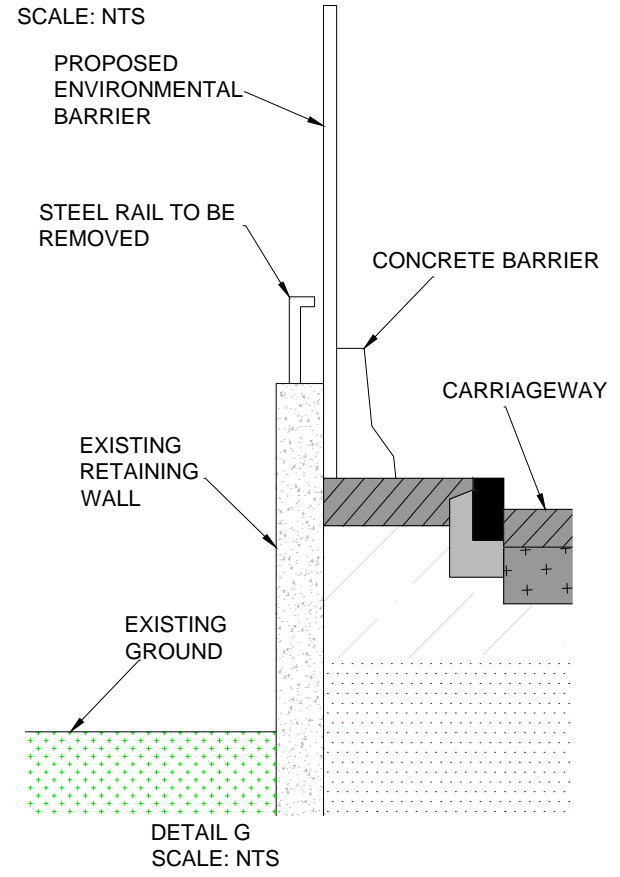 SCALE: NTS
PROPOSED
ENVIRONMENTAL
BARRIER
STEEL RAIL TO BE
REMOVED
CONCRETE BARRIER
CARRIAGEWAY
EXISTING
RETAINING
WALL
EXISTING
GROUND
DETAIL G
SCALE: NTS